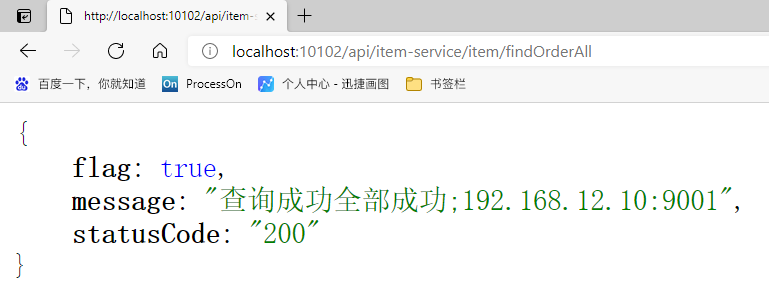 http://localhost:10102/api/item-s
localhost:10102/api/item-service/item/findOrderAll
百度一下，你就知道 On ProcessOn 个人中心 - 迅捷画图 书签栏
{
flag: true,
message: "查询成功全部成功;192.168.12.10:9001",
statusCode: "200"
}